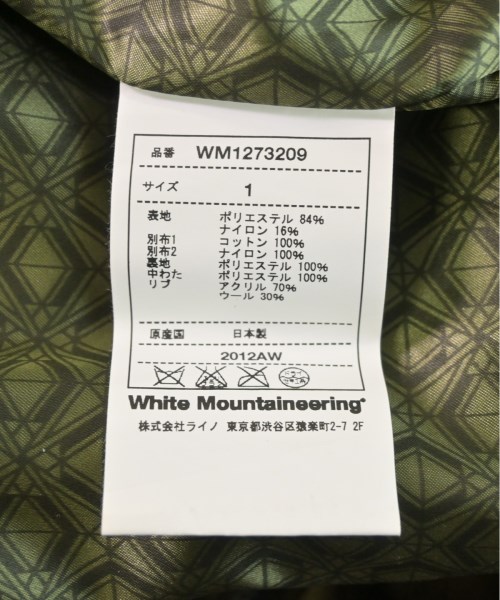 品番 WM1273209
サイズ 1
表地 ポリエステル 84%
ナイロン 16%
別布1 コットン 100%
別布2 ナイロン 100%
裏地 ポリエステル 100%
中わた ポリエステル 100%
リブ アクリル 70%
ウール 30%
原産国 日本製
2012AW
White Mountaineering®
株式会社ライノ 東京都渋谷区猿楽町2-7 2F